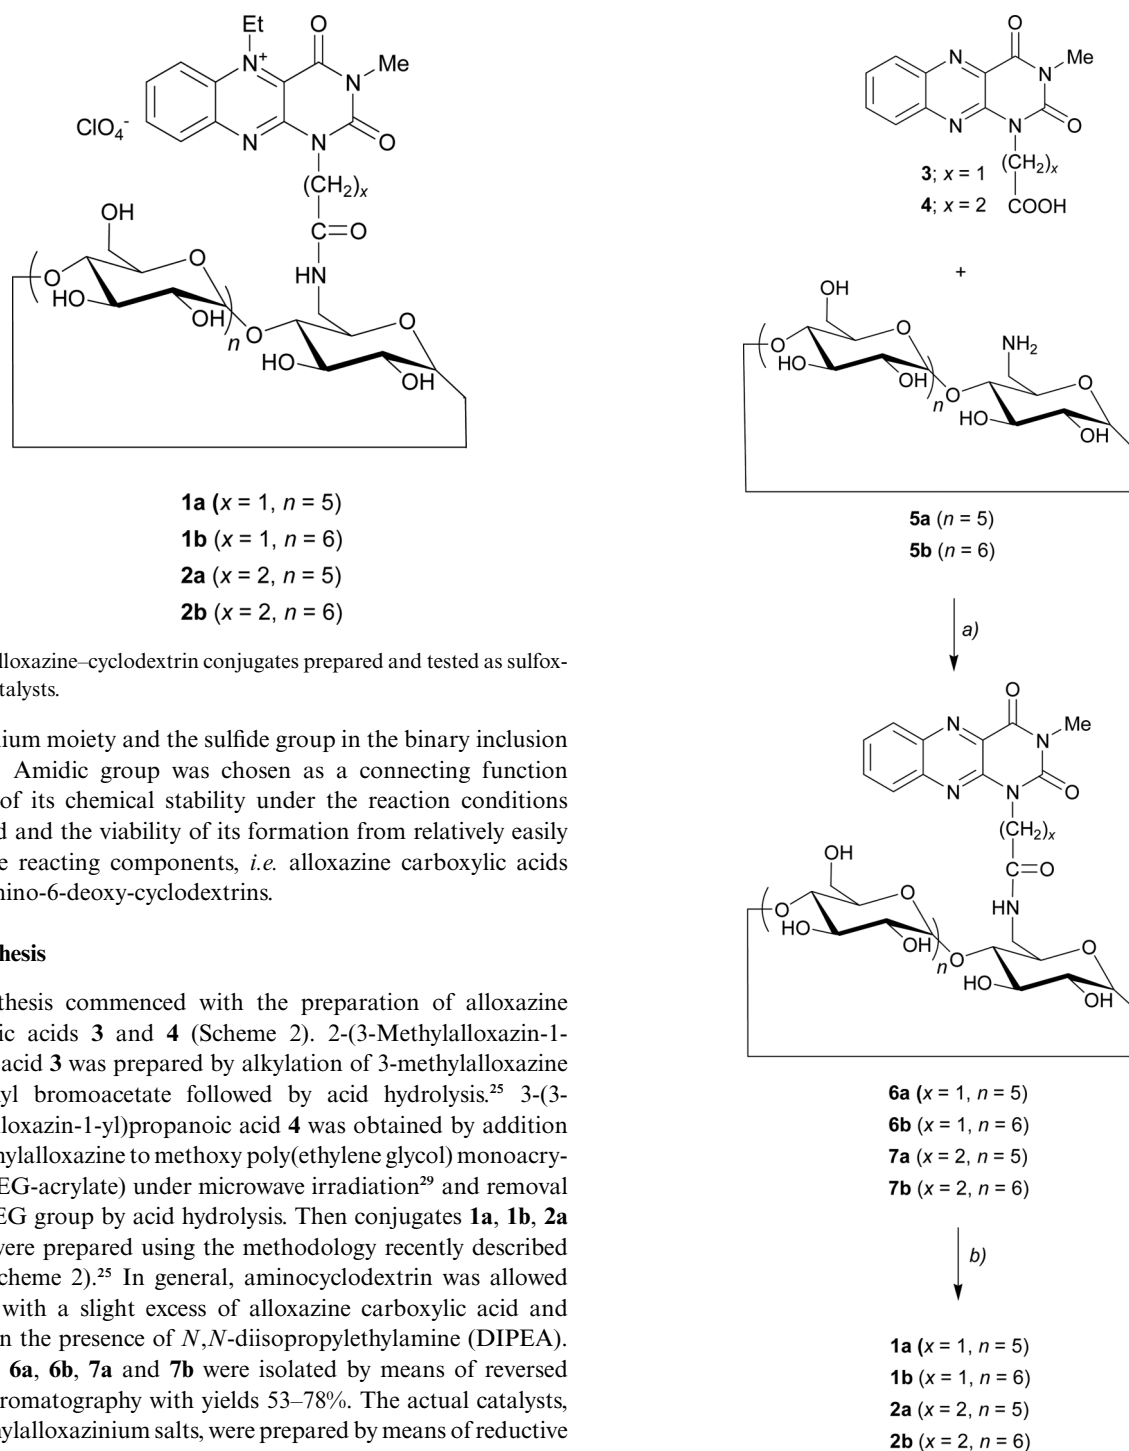 Et
O
N+
N
Me
N
N
O
ClO4-
(CH2)x
C=O
HN
OH
O
O
HO
OH
n
O
O
HO
OH
1a (x = 1, n = 5)
1b (x = 1, n = 6)
2a (x = 2, n = 5)
2b (x = 2, n = 6)
lloxazine–cyclodextrin conjugates prepared and tested as sulfox-
talysts.
nium moiety and the sulfide group in the binary inclusion
Amidic group was chosen as a connecting function
of its chemical stability under the reaction conditions
d and the viability of its formation from relatively easily
e reacting components, i.e. alloxazine carboxylic acids
mino-6-deoxy-cyclodextrins.
hesis
thesis commenced with the preparation of alloxazine
ic acids 3 and 4 (Scheme 2). 2-(3-Methylalloxazin-1-
acid 3 was prepared by alkylation of 3-methylalloxazine
yl bromoacetate followed by acid hydrolysis.25 3-(3-
lloxazin-1-yl)propanoic acid 4 was obtained by addition
hylalloxazine to methoxy poly(ethylene glycol) monoacry-
EG-acrylate) under microwave irradiation29 and removal
EG group by acid hydrolysis. Then conjugates 1a, 1b, 2a
were prepared using the methodology recently described
cheme 2).25 In general, aminocyclodextrin was allowed
with a slight excess of alloxazine carboxylic acid and
n the presence of N,N-diisopropylethylamine (DIPEA).
6a, 6b, 7a and 7b were isolated by means of reversed
romatography with yields 53–78%. The actual catalysts,
hylalloxazinium salts, were prepared by means of reductive
O
N
N
Me
N
N
O
3; x = 1
(CH2)x
4; x = 2
COOH
+
OH
O
O
HO
OH
n
NH2
O
O
HO
OH
5a (n = 5)
5b (n = 6)
a)
O
N
N
Me
N
N
O
(CH2)x
C=O
HN
OH
O
O
HO
OH
n
O
O
HO
OH
6a (x = 1, n = 5)
6b (x = 1, n = 6)
7a (x = 2, n = 5)
7b (x = 2, n = 6)
b)
1a (x = 1, n = 5)
1b (x = 1, n = 6)
2a (x = 2, n = 5)
2b (x = 2, n = 6)